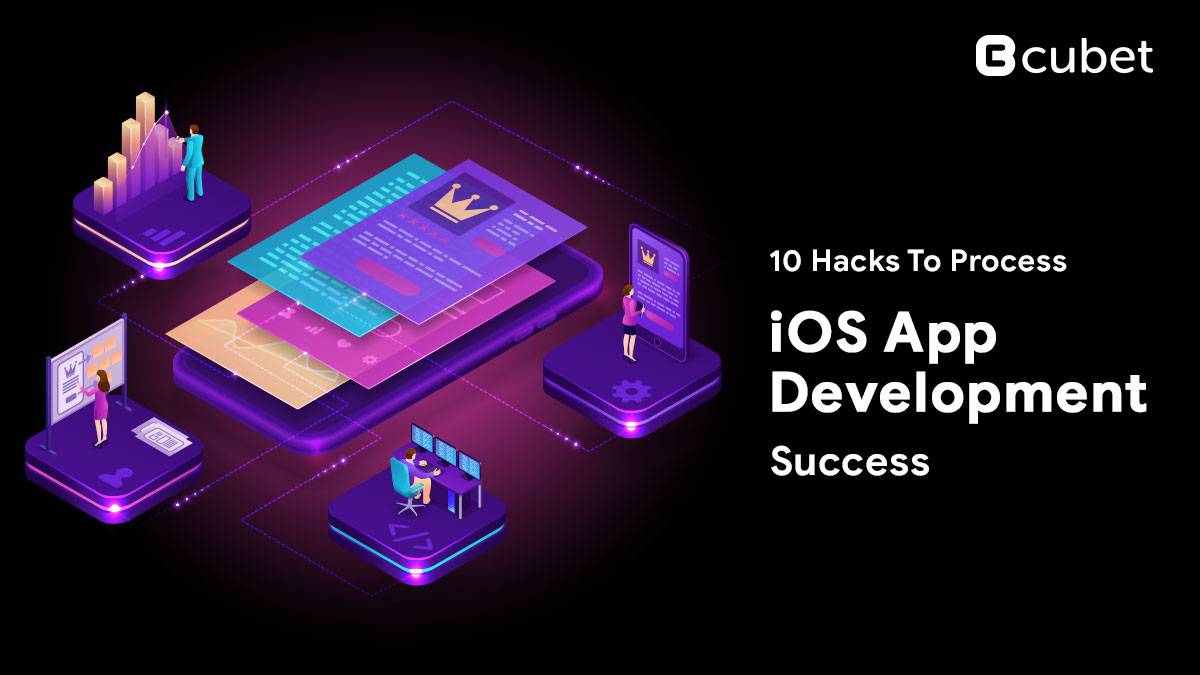 cubet
10 Hacks To Process
iOS App
Development
Success